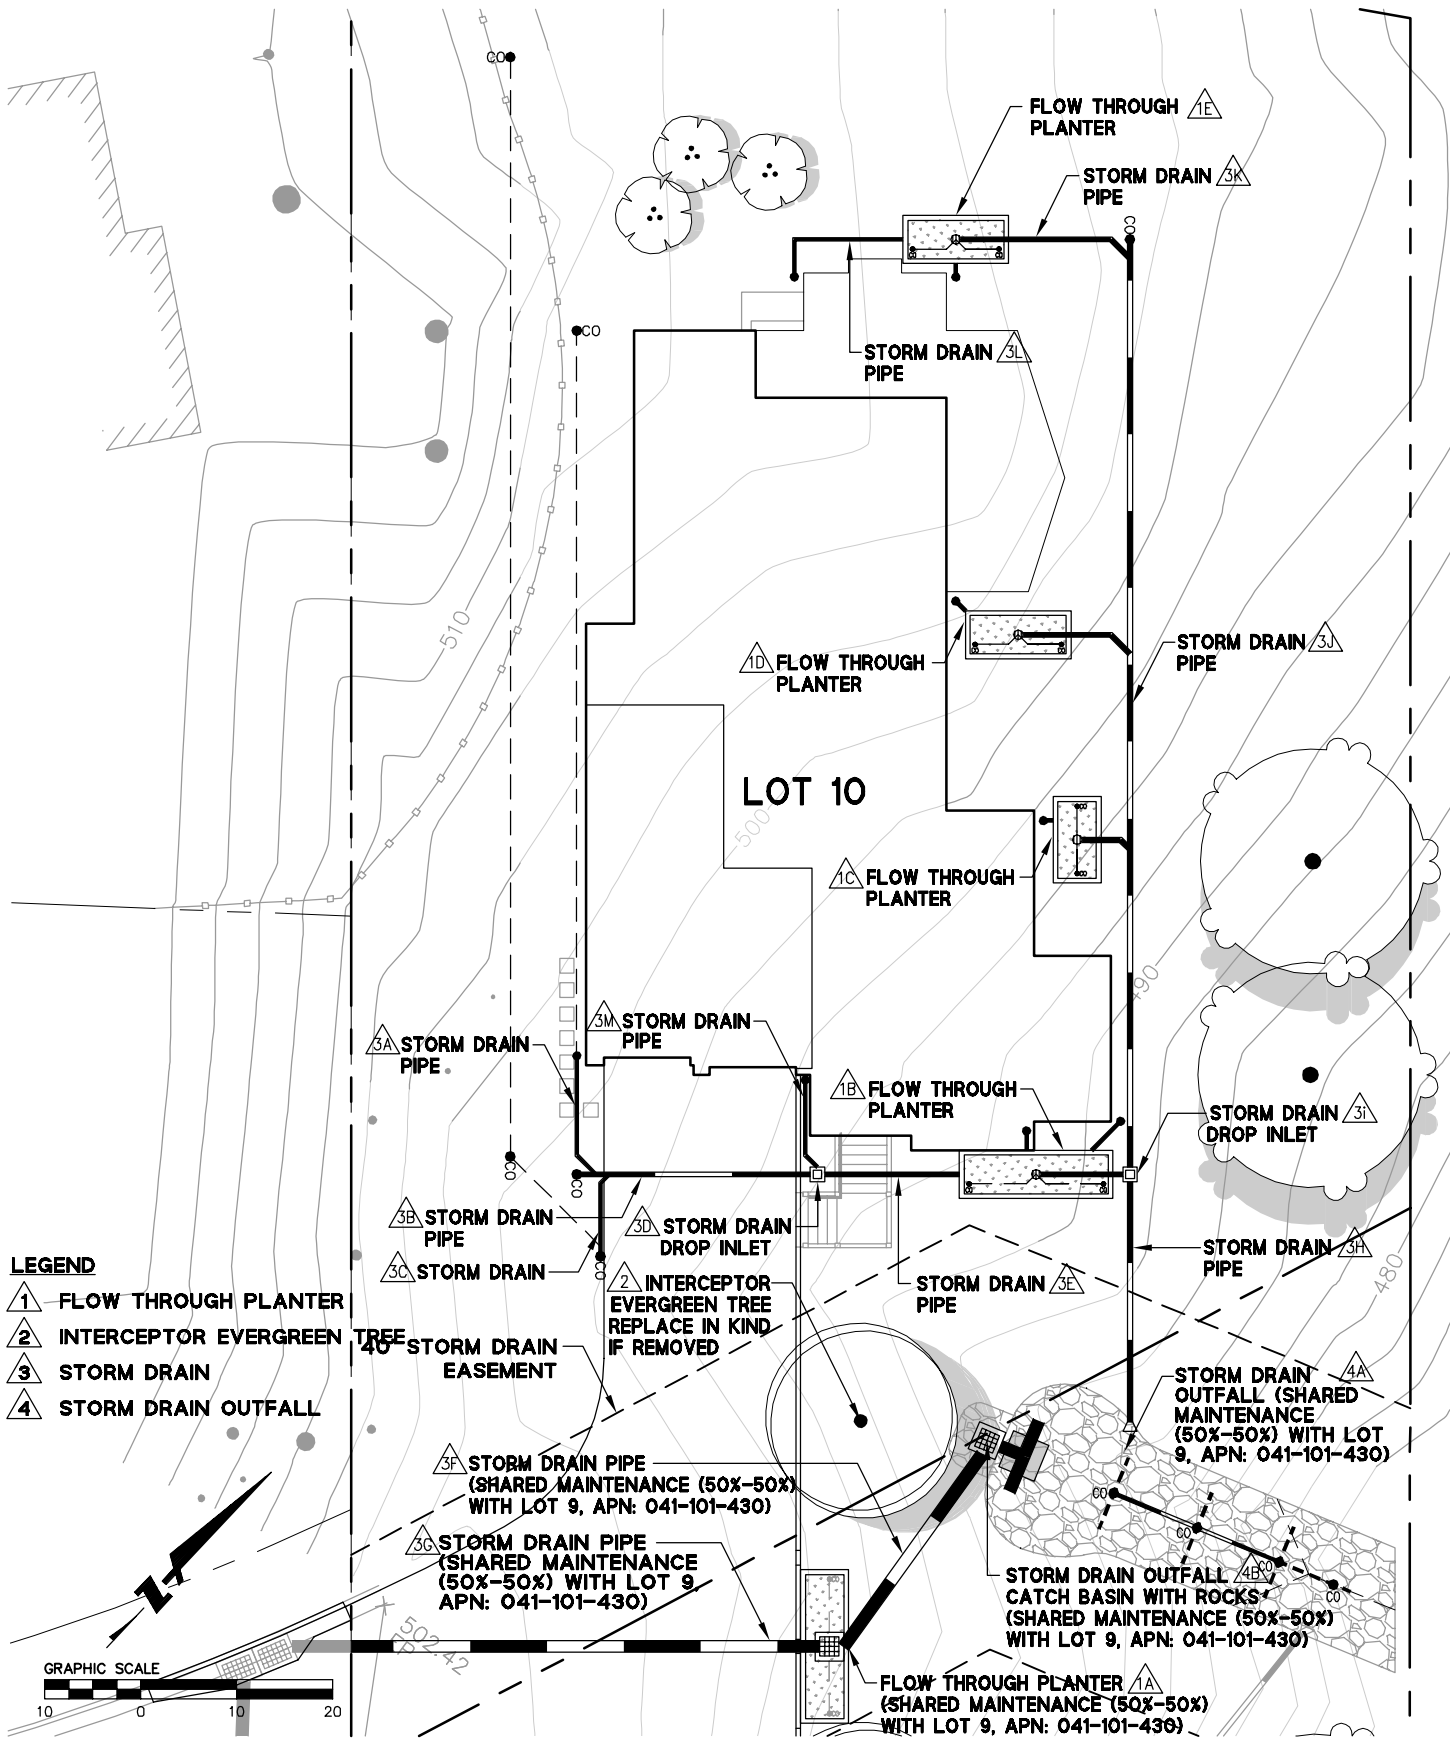 CO
FLOW THROUGH 1E
PLANTER
STORM DRAIN 3K
PIPE
CO
CO
STORM DRAIN 3L
PIPE
510
1D FLOW THROUGH
PLANTER
STORM DRAIN 3J
PIPE
LOT 10
500
1C FLOW THROUGH
PLANTER
490
3M STORM DRAIN
PIPE
3A STORM DRAIN
PIPE
1B FLOW THROUGH
PLANTER
STORM DRAIN 3i
DROP INLET
CO
CO
3B STORM DRAIN
PIPE
3D STORM DRAIN
DROP INLET
STORM DRAIN 3H
PIPE
3C STORM DRAIN
CO
2 INTERCEPTOR
EVERGREEN TREE
REPLACE IN KIND
IF REMOVED
STORM DRAIN 3E
PIPE
480
LEGEND
1 FLOW THROUGH PLANTER
2 INTERCEPTOR EVERGREEN TREE
3 STORM DRAIN
4 STORM DRAIN OUTFALL
40' STORM DRAIN
EASEMENT
STORM DRAIN 4A
OUTFALL (SHARED
MAINTENANCE
(50%-50%) WITH LOT
9, APN: 041-101-430)
3F STORM DRAIN PIPE
(SHARED MAINTENANCE (50%-50%)
WITH LOT 9, APN: 041-101-430)
CO
CO
CO
CO
3G STORM DRAIN PIPE
(SHARED MAINTENANCE
(50%-50%) WITH LOT 9,
APN: 041-101-430)
STORM DRAIN OUTFALL 4B
CATCH BASIN WITH ROCKS
(SHARED MAINTENANCE (50%-50%)
WITH LOT 9, APN: 041-101-430)
Z
502.42
FLOW THROUGH PLANTER 1A
(SHARED MAINTENANCE (50%-50%)
WITH LOT 9, APN: 041-101-430)
GRAPHIC SCALE
10 0 10 20